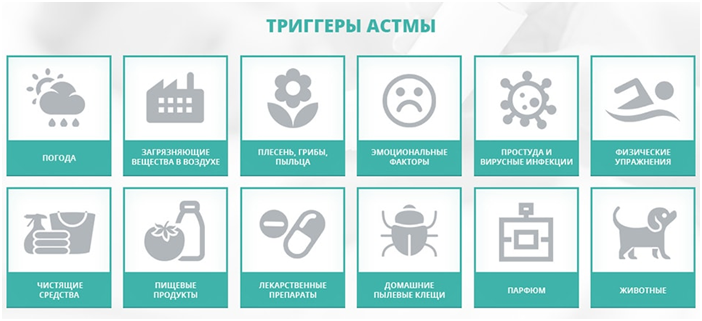 ТРИГГЕРЫ АСТМЫ
ПОГОДА
ЗАГРЯЗНЯЮЩИЕ
ВЕЩЕСТВА В ВОЗДУХЕ
ПЛЕСЕНЬ, ГРИБЫ,
ПЫЛЬЦА
ЭМОЦИОНАЛЬНЫЕ
ФАКТОРЫ
ПРОСТУДА И
ВИРУСНЫЕ ИНФЕКЦИИ
ФИЗИЧЕСКИЕ
УПРАЖНЕНИЯ
ЧИСТЯЩИЕ
СРЕДСТВА
ПИЩЕВЫЕ
ПРОДУКТЫ
ЛЕКАРСТВЕННЫЕ
ПРЕПАРАТЫ
ДОМАШНИЕ
ПЫЛЕВЫЕ КЛЕЩИ
ПАРФЮМ
ЖИВОТНЫЕ